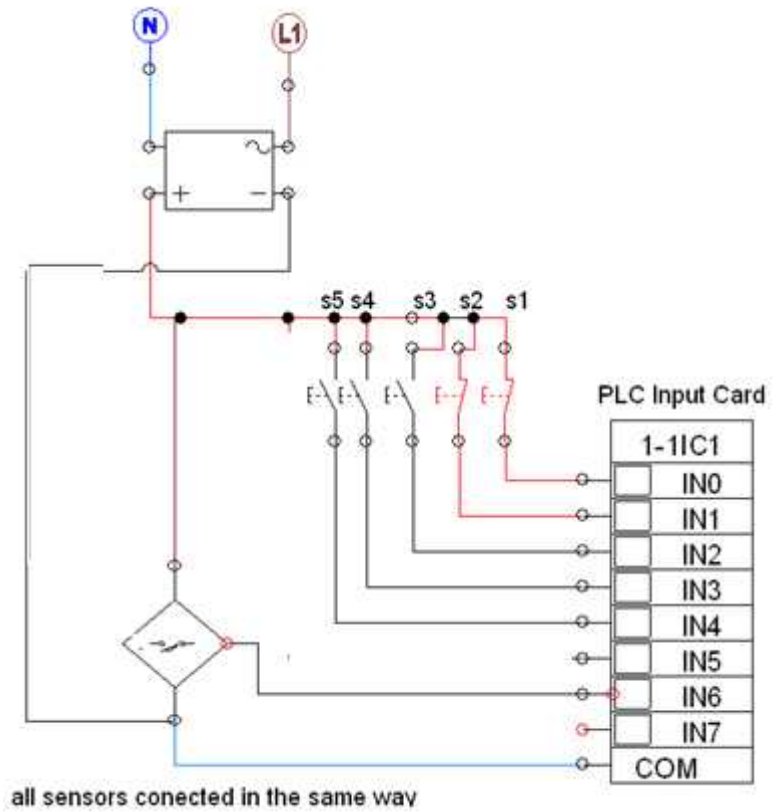 N L1
+ −
s5 s4 s3 s2 s1
PLC Input Card
1-1IC1
IN0
IN1
IN2
IN3
IN4
IN5
IN6
IN7
COM
all sensors conected in the same way